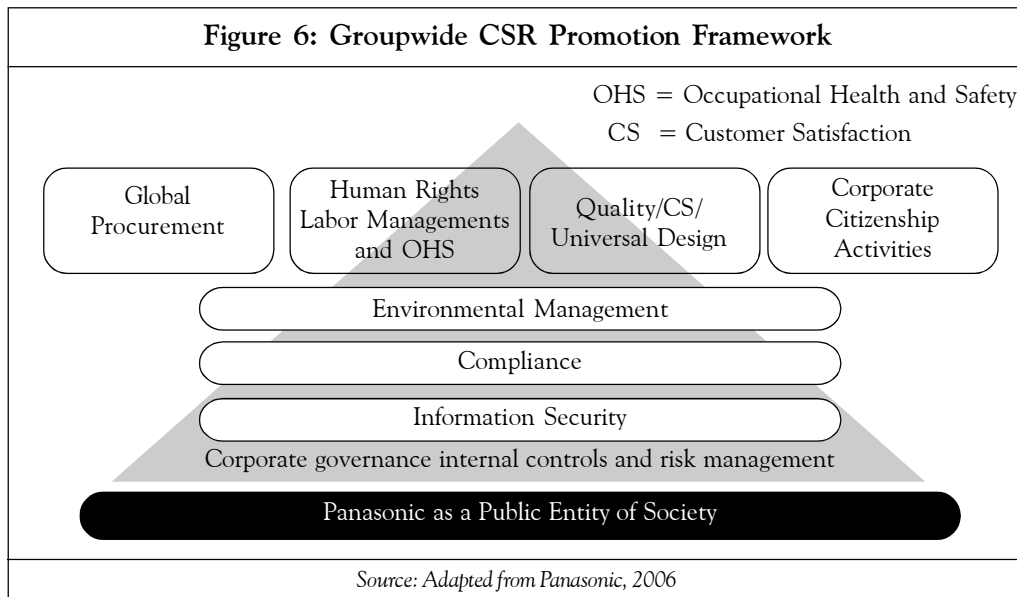 Figure 6: Groupwide CSR Promotion Framework
OHS = Occupational Health and Safety
CS = Customer Satisfaction
Global
Procurement
Human Rights
Labor Managements
and OHS
Quality/CS/
Universal Design
Corporate
Citizenship
Activities
Environmental Management
Compliance
Information Security
Corporate governance internal controls and risk management
Panasonic as a Public Entity of Society
Source: Adapted from Panasonic, 2006